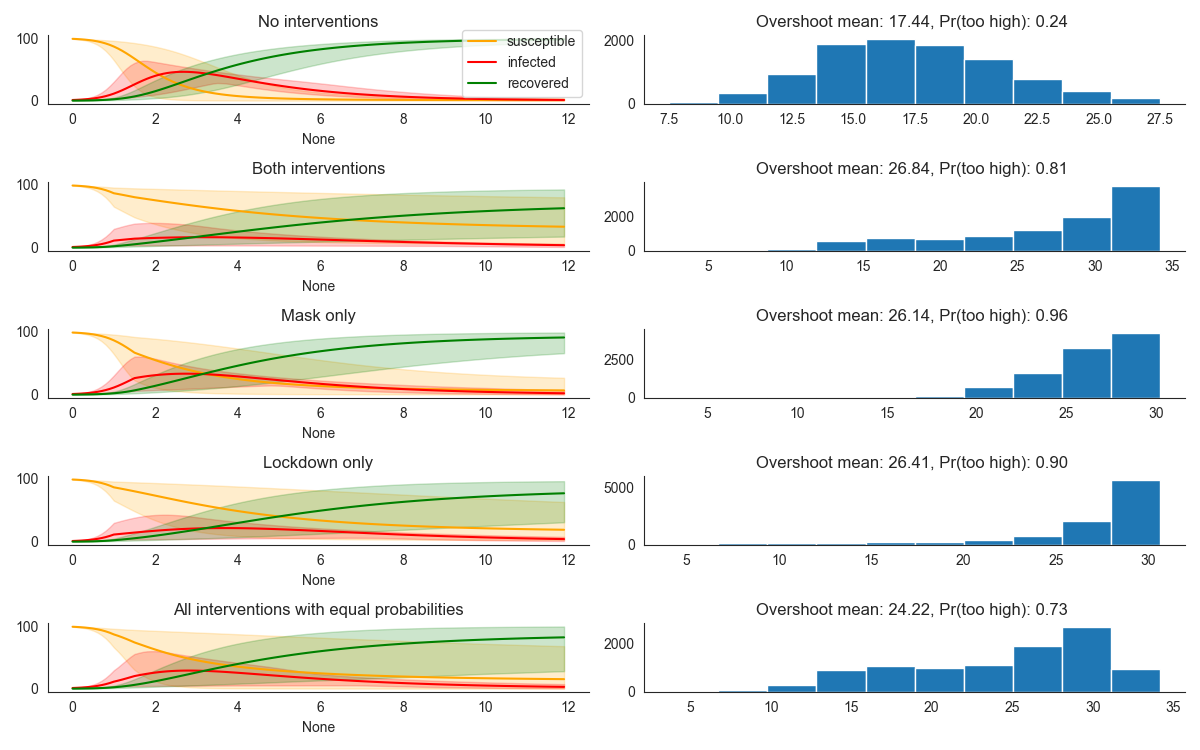 No interventions
100
0
susceptible
infected
recovered
0 2 4 6 8 10 12
None
Overshoot mean: 17.44, Pr(too high): 0.24
2000
0
7.5 10.0 12.5 15.0 17.5 20.0 22.5 25.0 27.5
Both interventions
100
0
0 2 4 6 8 10 12
None
Overshoot mean: 26.84, Pr(too high): 0.81
2000
0
5 10 15 20 25 30 35
Mask only
100
0
0 2 4 6 8 10 12
None
Overshoot mean: 26.14, Pr(too high): 0.96
2500
0
5 10 15 20 25 30
Lockdown only
100
0
0 2 4 6 8 10 12
None
Overshoot mean: 26.41, Pr(too high): 0.90
5000
0
5 10 15 20 25 30
All interventions with equal probabilities
100
0
0 2 4 6 8 10 12
None
Overshoot mean: 24.22, Pr(too high): 0.73
2000
0
5 10 15 20 25 30 35